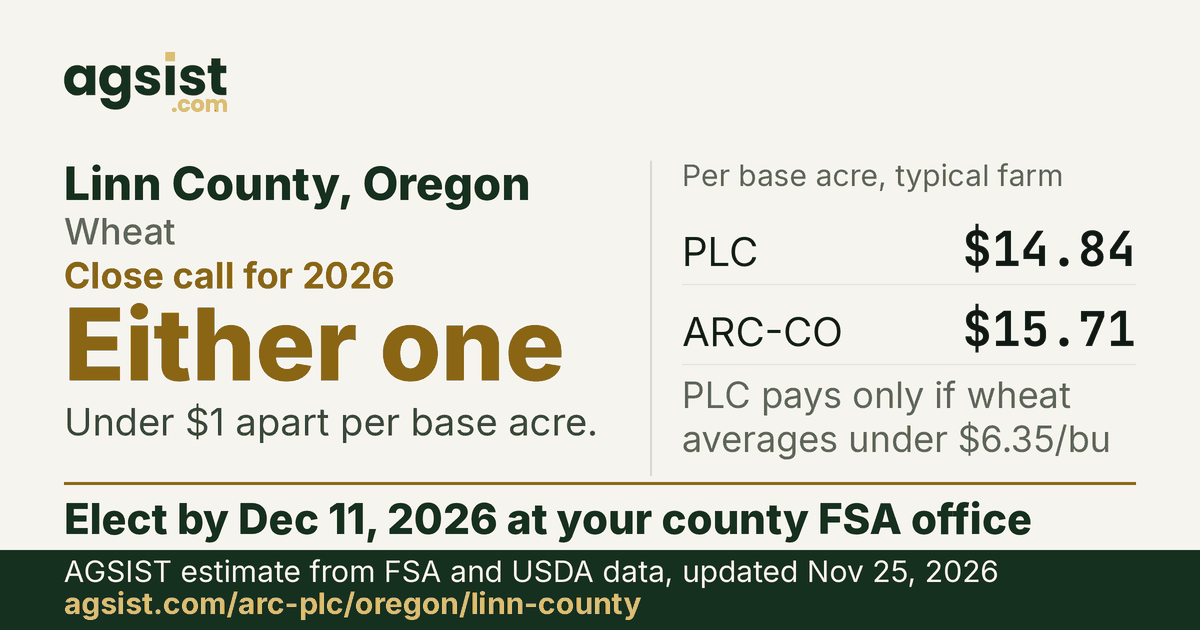 agsist
.com
Linn County, Oregon
Wheat
Close call for 2026
Either one
Under $1 apart per base acre.
Per base acre, typical farm
PLC $14.84
ARC-CO $15.71
PLC pays only if wheat
averages under $6.35/bu
Elect by Dec 11, 2026 at your county FSA office
AGSIST estimate from FSA and USDA data, updated Nov 25, 2026
agsist.com/arc-plc/oregon/linn-county